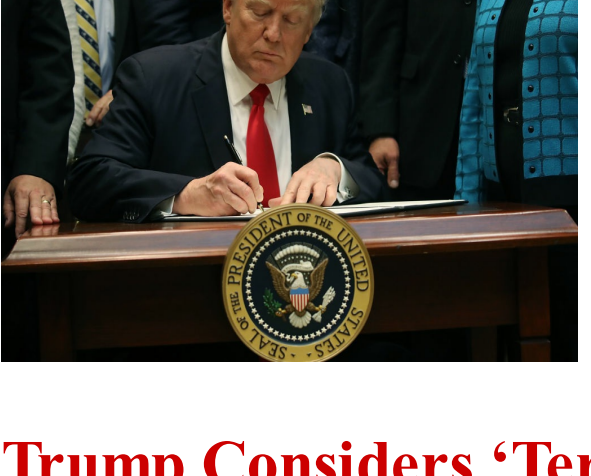 SEAL OF THE PRESIDENT OF THE UNITED STATES
Trump Considers ‘Ter